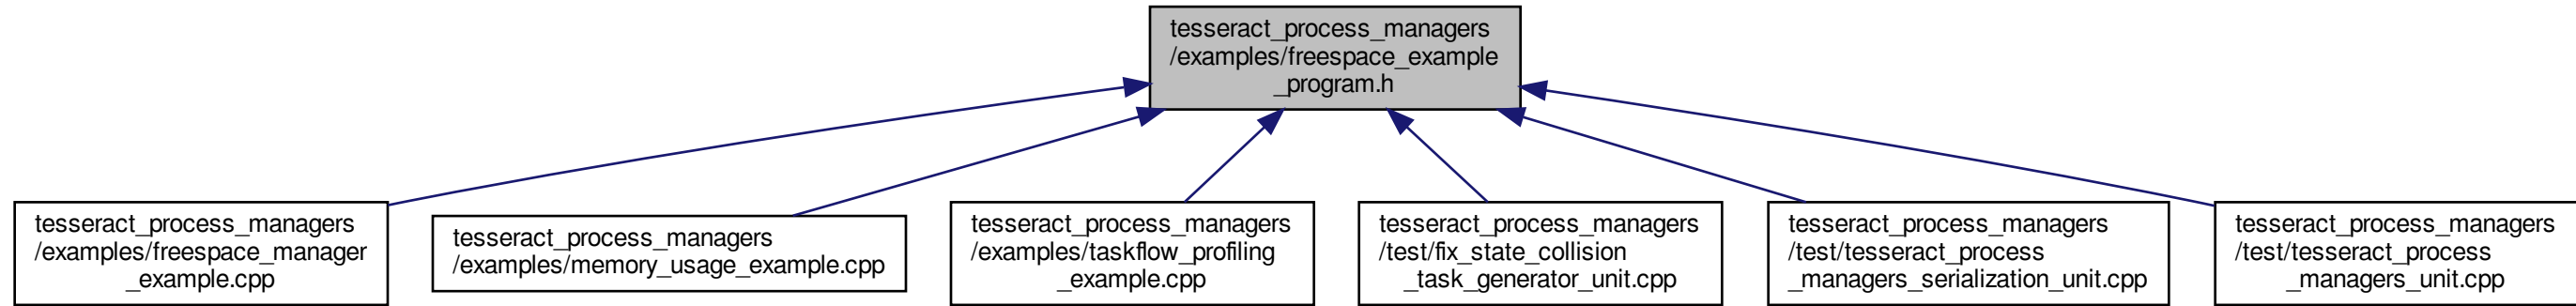 tesseract_process_managers
/examples/freespace_example
_program.h
tesseract_process_managers
/examples/freespace_manager
_example.cpp
tesseract_process_managers
/examples/memory_usage_example.cpp
tesseract_process_managers
/examples/taskflow_profiling
_example.cpp
tesseract_process_managers
/test/fix_state_collision
_task_generator_unit.cpp
tesseract_process_managers
/test/tesseract_process
_managers_serialization_unit.cpp
tesseract_process_managers
/test/tesseract_process
_managers_unit.cpp